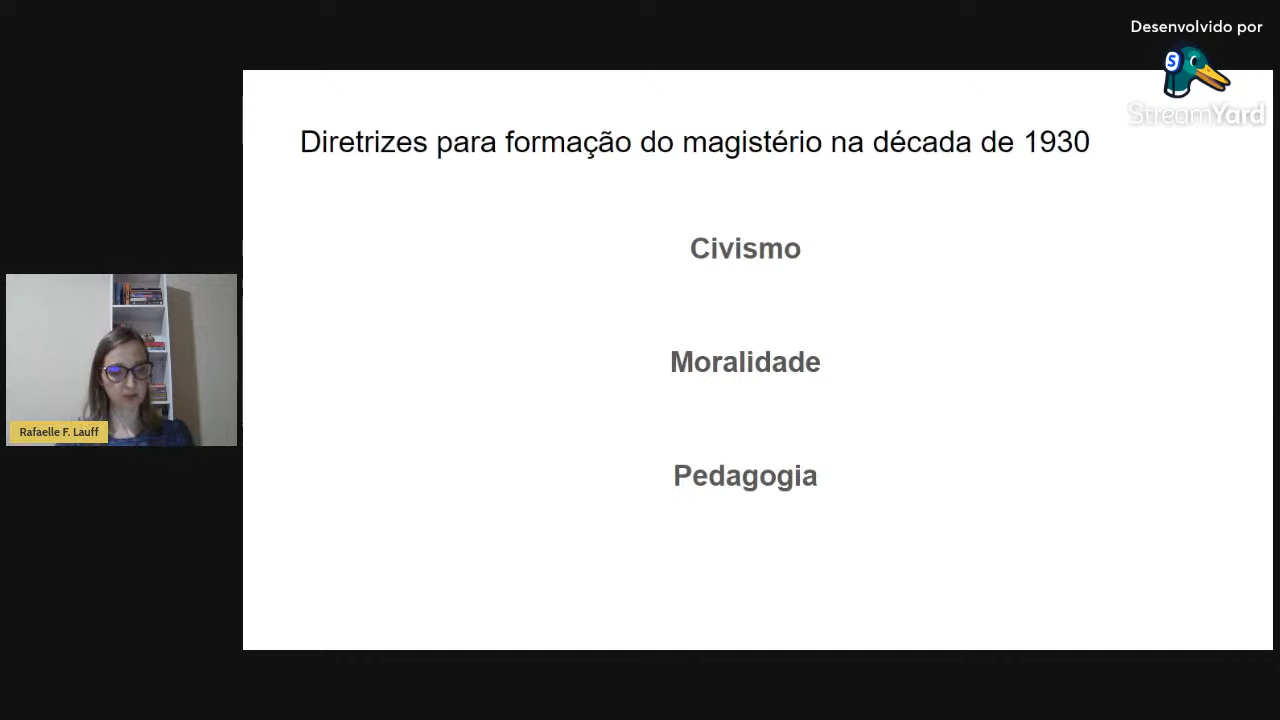 Desenvolvido por
S
StreamYard
Diretrizes para formação do magistério na década de 1930
Civismo
Moralidade
Pedagogia
Rafaelle F. Lauff